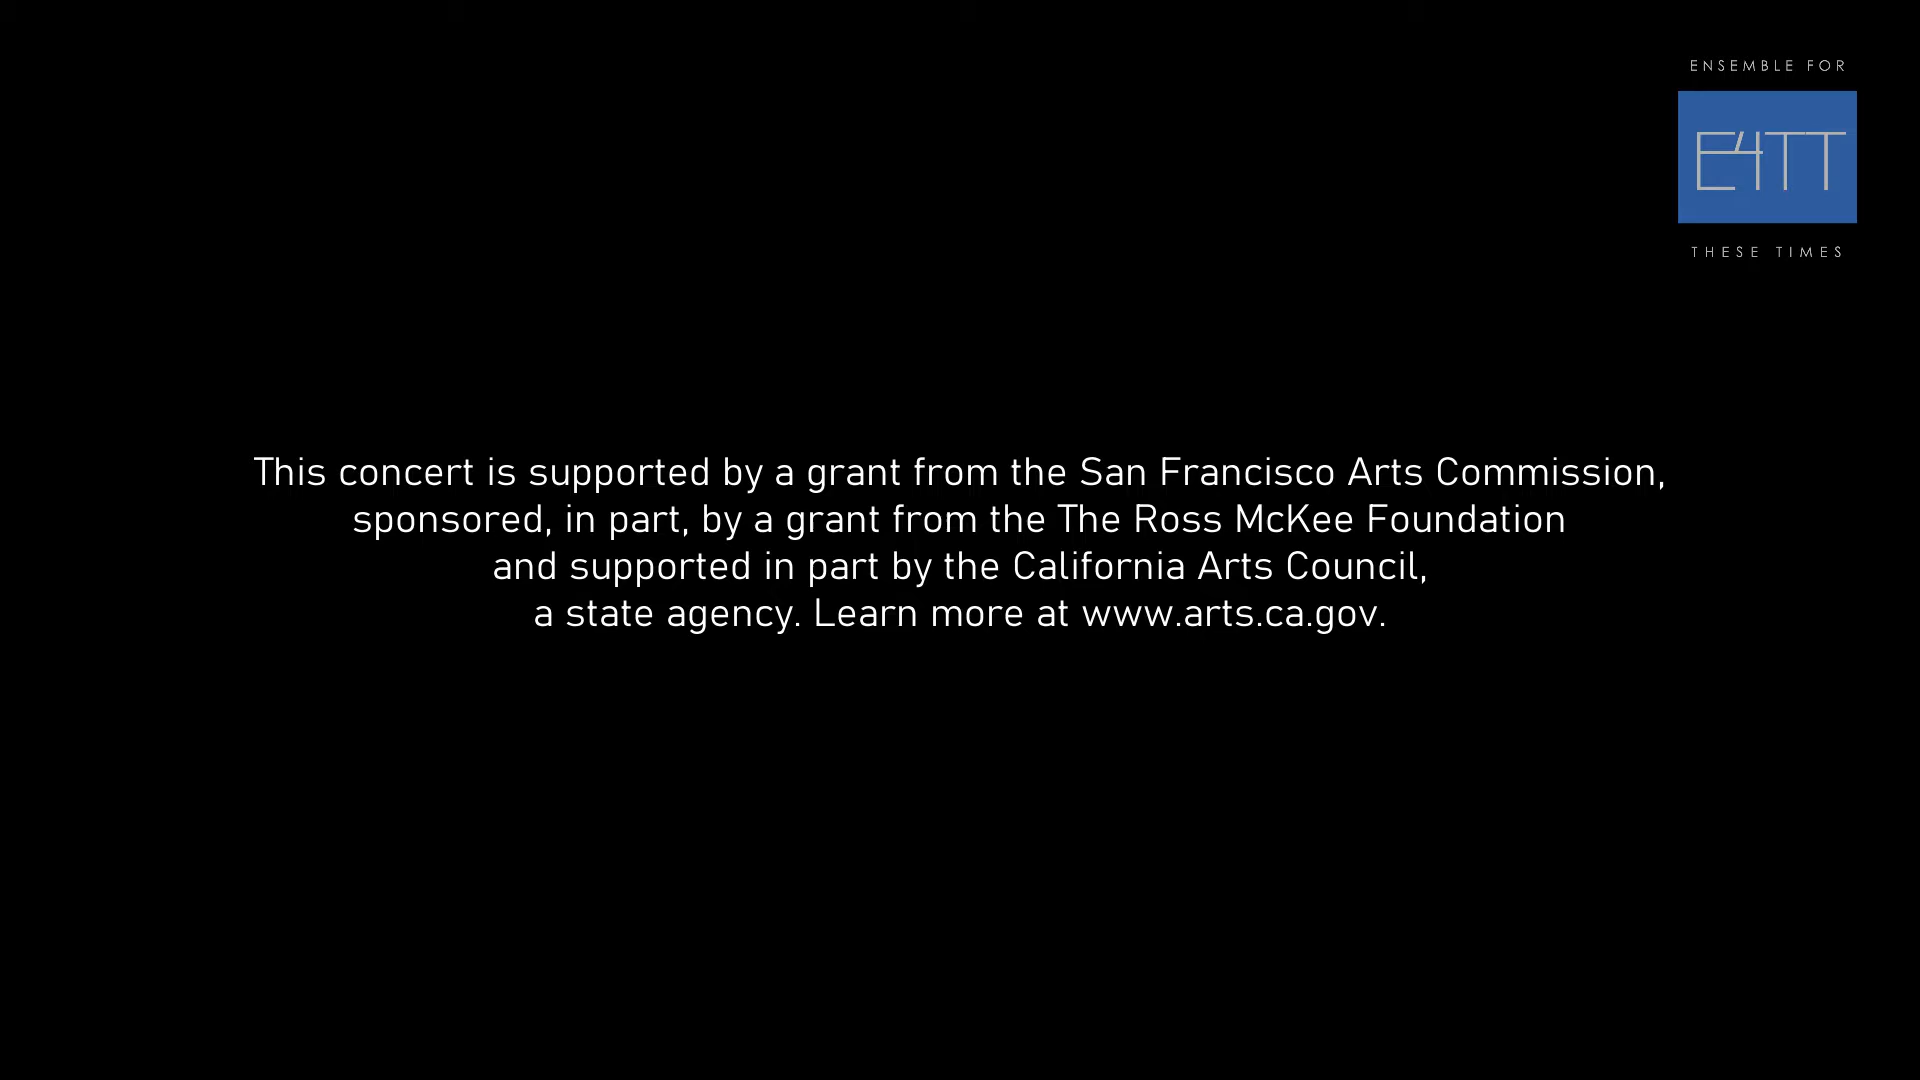 ENSEMBLE FOR
E4TT
THESE TIMES
This concert is supported by a grant from the San Francisco Arts Commission,
sponsored, in part, by a grant from the The Ross McKee Foundation
and supported in part by the California Arts Council,
a state agency. Learn more at www.arts.ca.gov.